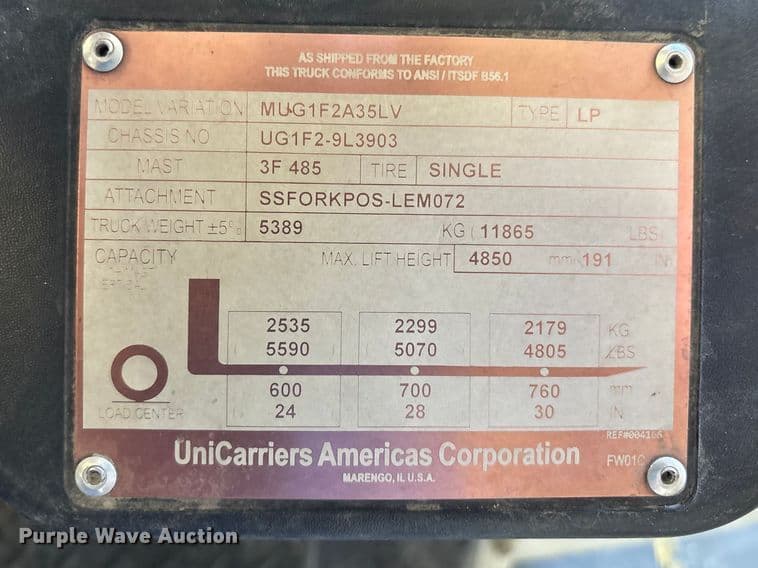 AS SHIPPED FROM THE FACTORY
THIS TRUCK CONFORMS TO ANSI / ITSDF B56.1
MODEL VARIATION MUG1F2A35LV TYPE LP
CHASSIS NO UG1F2-9L3903
MAST 3F 485 TIRE SINGLE
ATTACHMENT SSFORKPOS-LEM072
TRUCK WEIGHT ±5% 5389 KG ( 11865 LBS)
CAPACITY MAX. LIFT HEIGHT 4850 mm 191 IN
2535 2299 2179 KG
5590 5070 4805 LBS
600 700 760 mm
LOAD CENTER 24 28 30 IN
REF#004166
UniCarriers Americas Corporation FW01C
MARENGO, IL U.S.A.
Purple Wave Auction